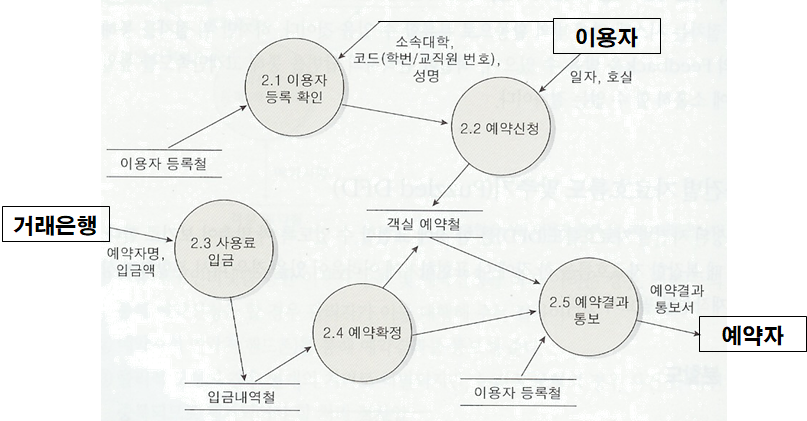 이용자
소속대학,
코드(학번/교직원 번호),
성명
일자, 호실
2.1 이용자
등록 확인
2.2 예약신청
이용자 등록철
객실 예약철
거래은행
예약자명,
입금액
2.3 사용료
입금
2.4 예약확정
2.5 예약결과
통보
예약결과
통보서
예약자
입금내역철
이용자 등록철